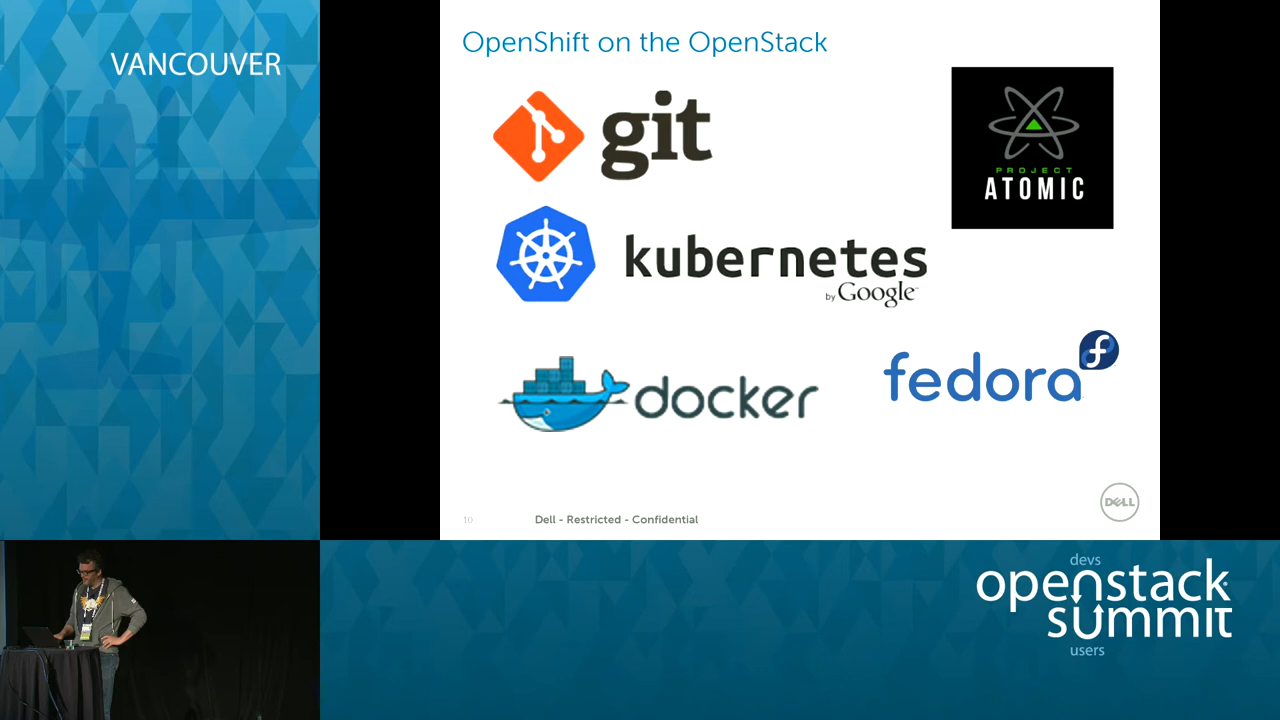 VANCOUVER
OpenShift on the OpenStack
git
PROJECT
ATOMIC
kubernetes
by Google™
docker
fedora
DELL
10
Dell - Restricted - Confidential
devs
openstack
summit
users